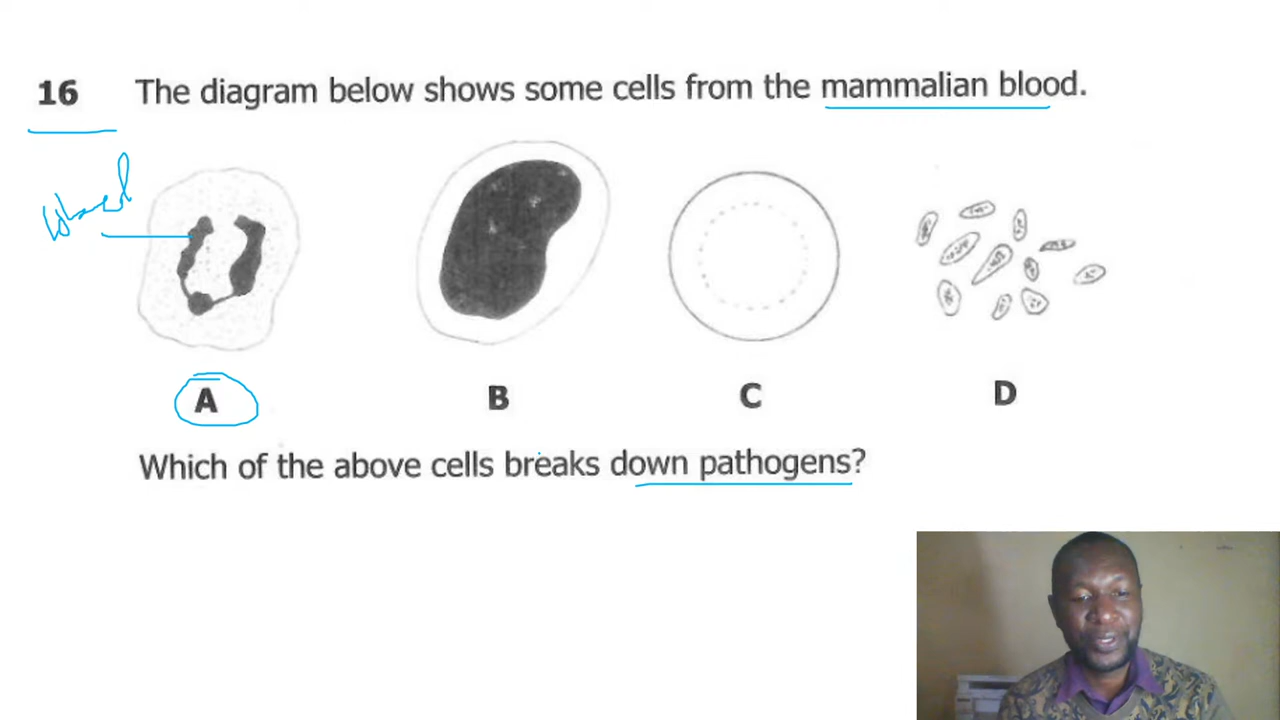 16 The diagram below shows some cells from the mammalian blood.
A B C D
Which of the above cells breaks down pathogens?